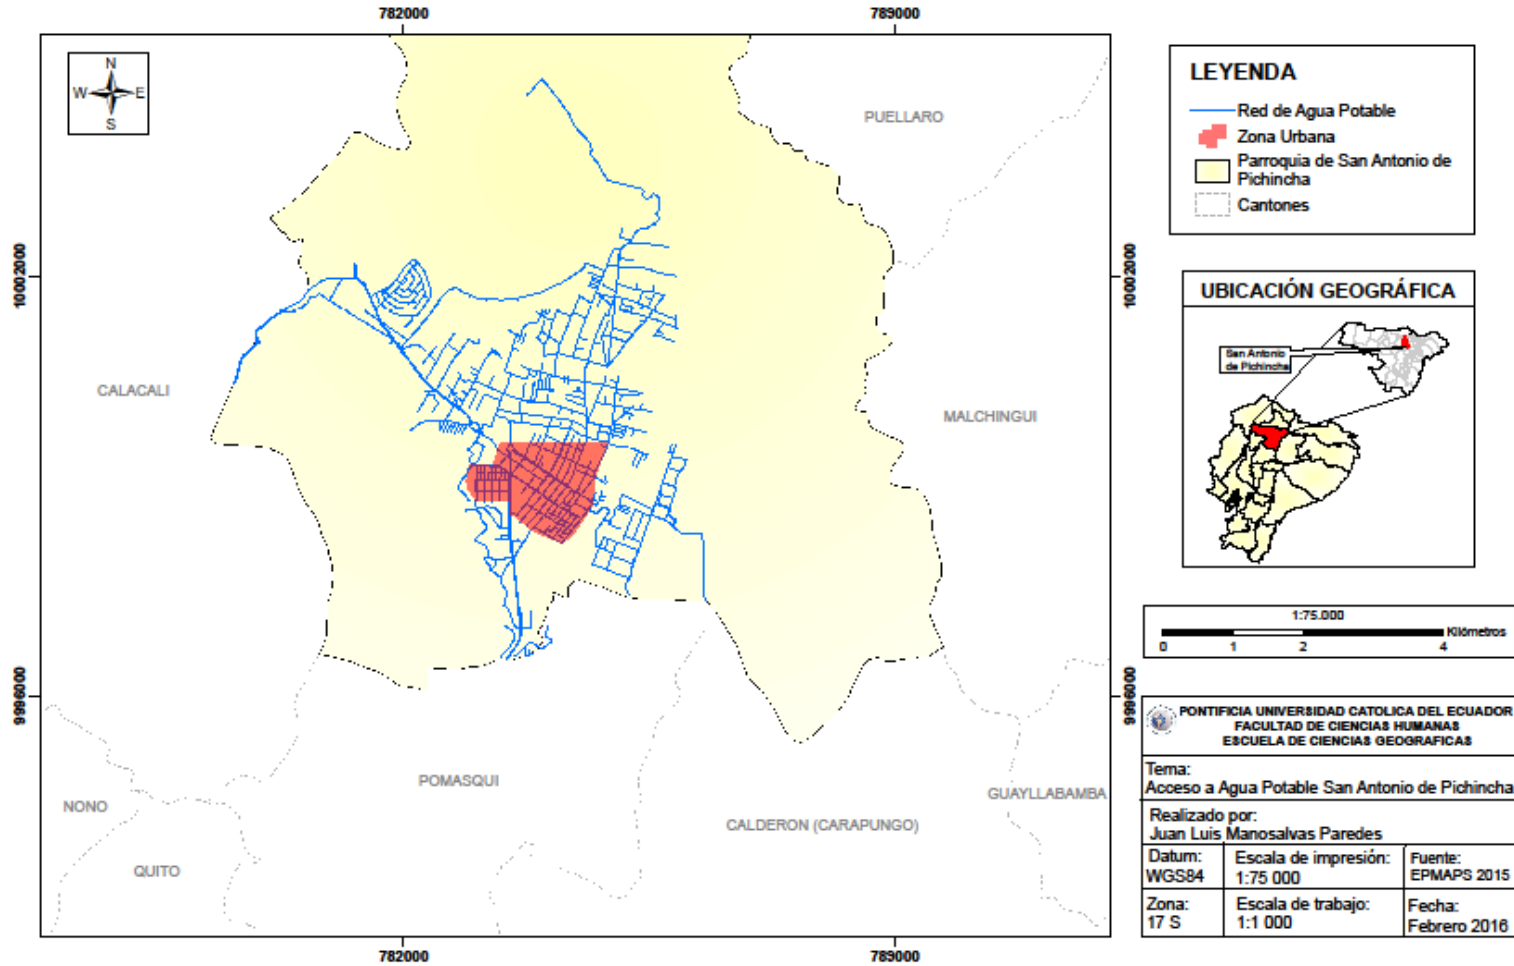 782000
789000
N
W
E
S
PUELLARO
10002000
10002000
CALACALI
MALCHINGUI
9996000
9996000
POMASQUI
NONO
GUAYLLABAMBA
CALDERON (CARAPUNGO)
QUITO
782000
789000
LEYENDA
Red de Agua Potable
Zona Urbana
Parroquia de San Antonio de
Pichincha
Cantones
UBICACIÓN GEOGRÁFICA
San Antonio
de Pichincha
1:75.000
Kilómetros
0 1 2 4
PONTIFICIA UNIVERSIDAD CATOLICA DEL ECUADOR
FACULTAD DE CIENCIAS HUMANAS
ESCUELA DE CIENCIAS GEOGRAFICAS
Tema:
Acceso a Agua Potable San Antonio de Pichincha
Realizado por:
Juan Luis Manosalvas Paredes
Datum:
WGS84
Escala de impresión:
1:75 000
Fuente:
EPMAPS 2015
Zona:
17 S
Escala de trabajo:
1:1 000
Fecha:
Febrero 2016